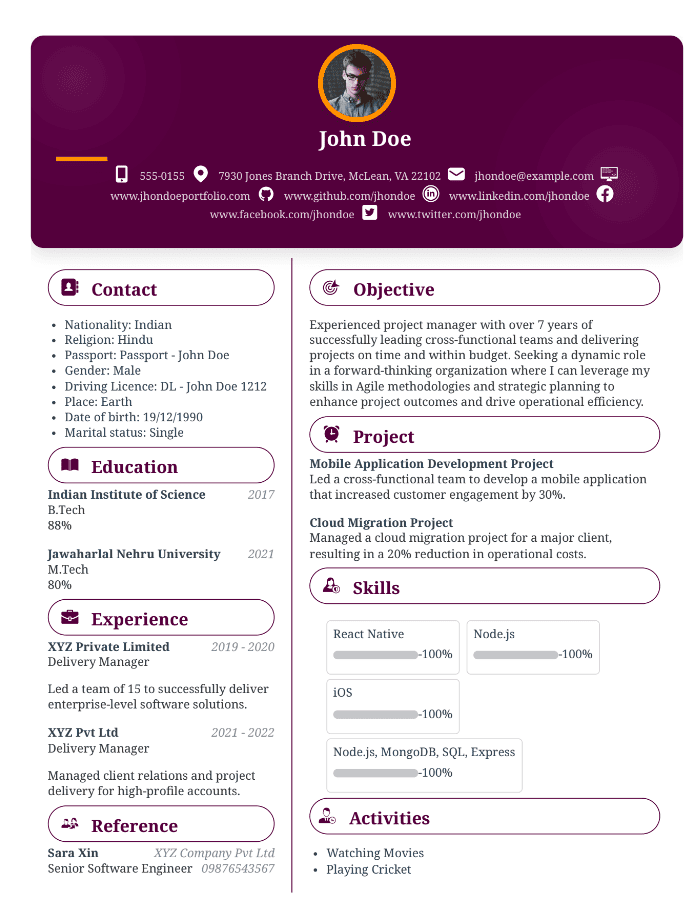 John Doe
555-0155 7930 Jones Branch Drive, McLean, VA 22102 jhondoe@example.com
www.jhondoeportfolio.com www.github.com/jhondoe www.linkedin.com/jhondoe
www.facebook.com/jhondoe www.twitter.com/jhondoe
Contact
• Nationality: Indian
• Religion: Hindu
• Passport: Passport - John Doe
• Gender: Male
• Driving Licence: DL - John Doe 1212
• Place: Earth
• Date of birth: 19/12/1990
• Marital status: Single
Education
Indian Institute of Science 2017
B.Tech
88%
Jawaharlal Nehru University 2021
M.Tech
80%
Experience
XYZ Private Limited 2019 - 2020
Delivery Manager
Led a team of 15 to successfully deliver
enterprise-level software solutions.
XYZ Pvt Ltd 2021 - 2022
Delivery Manager
Managed client relations and project
delivery for high-profile accounts.
Reference
Sara Xin XYZ Company Pvt Ltd
Senior Software Engineer 09876543567
Objective
Experienced project manager with over 7 years of
successfully leading cross-functional teams and delivering
projects on time and within budget. Seeking a dynamic role
in a forward-thinking organization where I can leverage my
skills in Agile methodologies and strategic planning to
enhance project outcomes and drive operational efficiency.
Project
Mobile Application Development Project
Led a cross-functional team to develop a mobile application
that increased customer engagement by 30%.
Cloud Migration Project
Managed a cloud migration project for a major client,
resulting in a 20% reduction in operational costs.
Skills
React Native Node.js
-100% -100%
iOS
-100%
Node.js, MongoDB, SQL, Express
-100%
Activities
• Watching Movies
• Playing Cricket